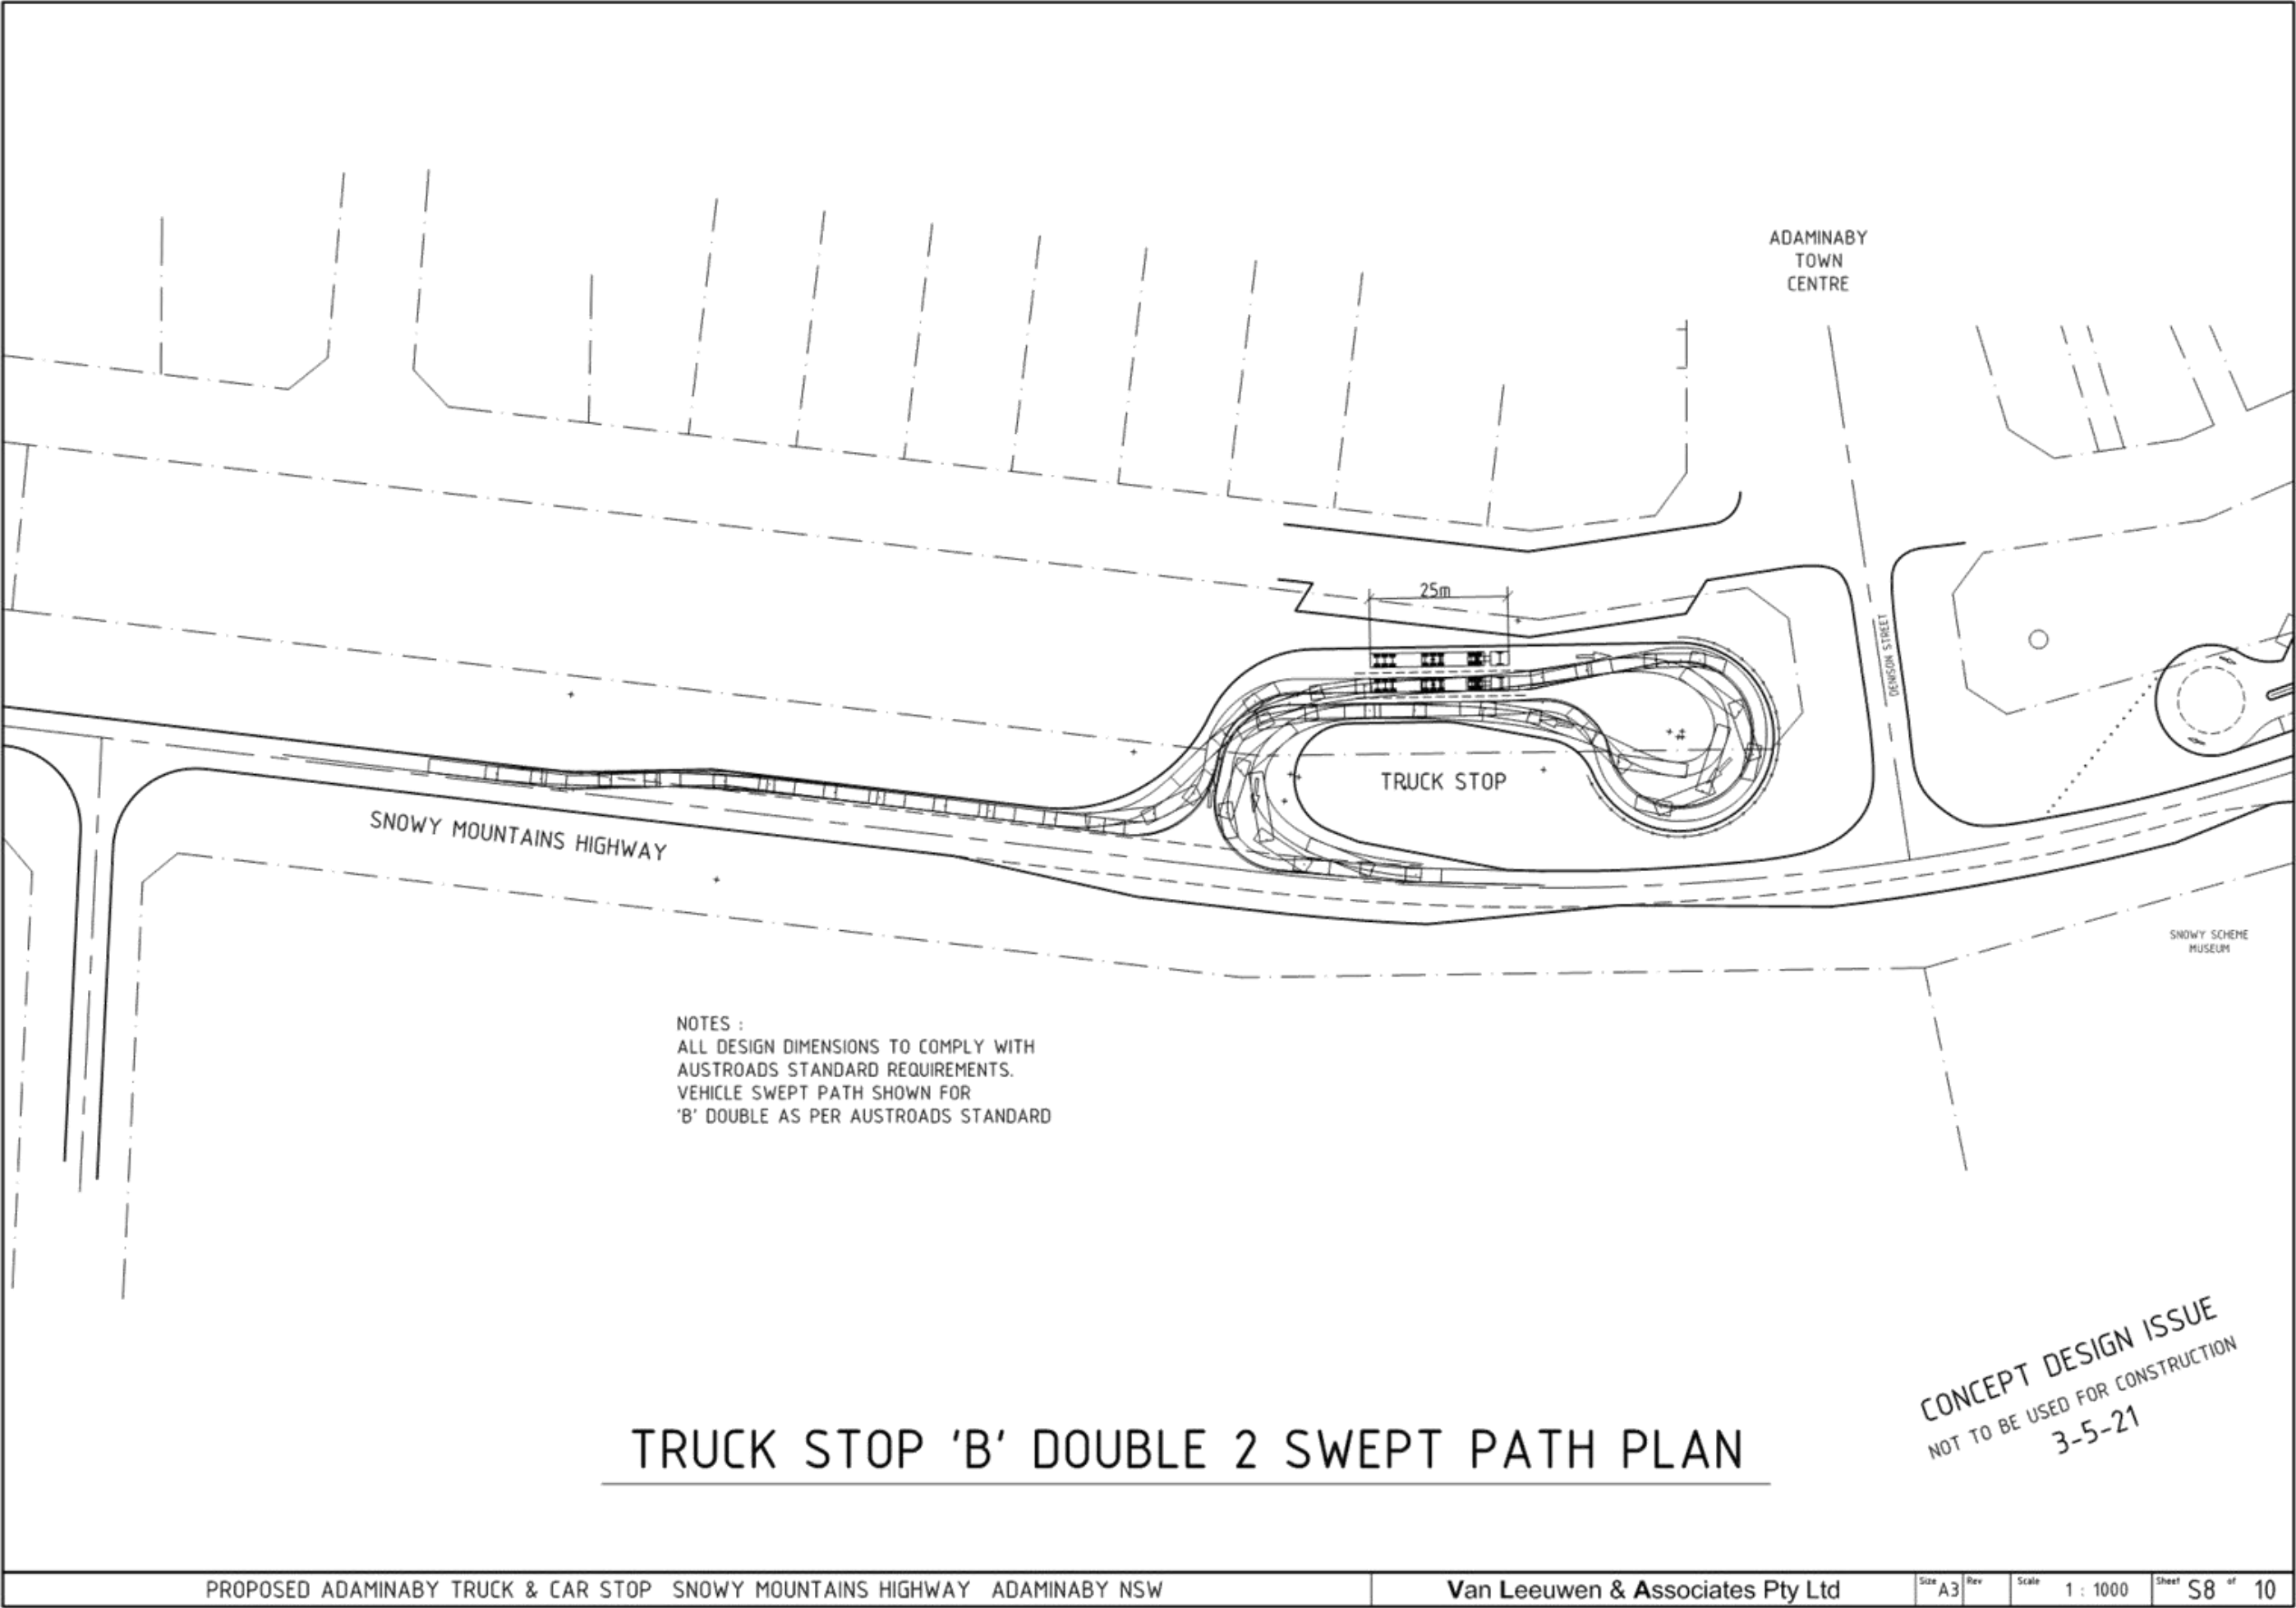 ADAMINABY
TOWN
CENTRE
25m
DENISON STREET
TRUCK STOP
SNOWY MOUNTAINS HIGHWAY
SNOWY SCHEME
MUSEUM
NOTES :
ALL DESIGN DIMENSIONS TO COMPLY WITH
AUSTROADS STANDARD REQUIREMENTS.
VEHICLE SWEPT PATH SHOWN FOR
'B' DOUBLE AS PER AUSTROADS STANDARD
CONCEPT DESIGN ISSUE
NOT TO BE USED FOR CONSTRUCTION
3-5-21
TRUCK STOP 'B' DOUBLE 2 SWEPT PATH PLAN
PROPOSED ADAMINABY TRUCK & CAR STOP SNOWY MOUNTAINS HIGHWAY ADAMINABY NSW
Van Leeuwen & Associates Pty Ltd
Size A3
Rev
Scale 1 : 1000
Sheet S8 of 10